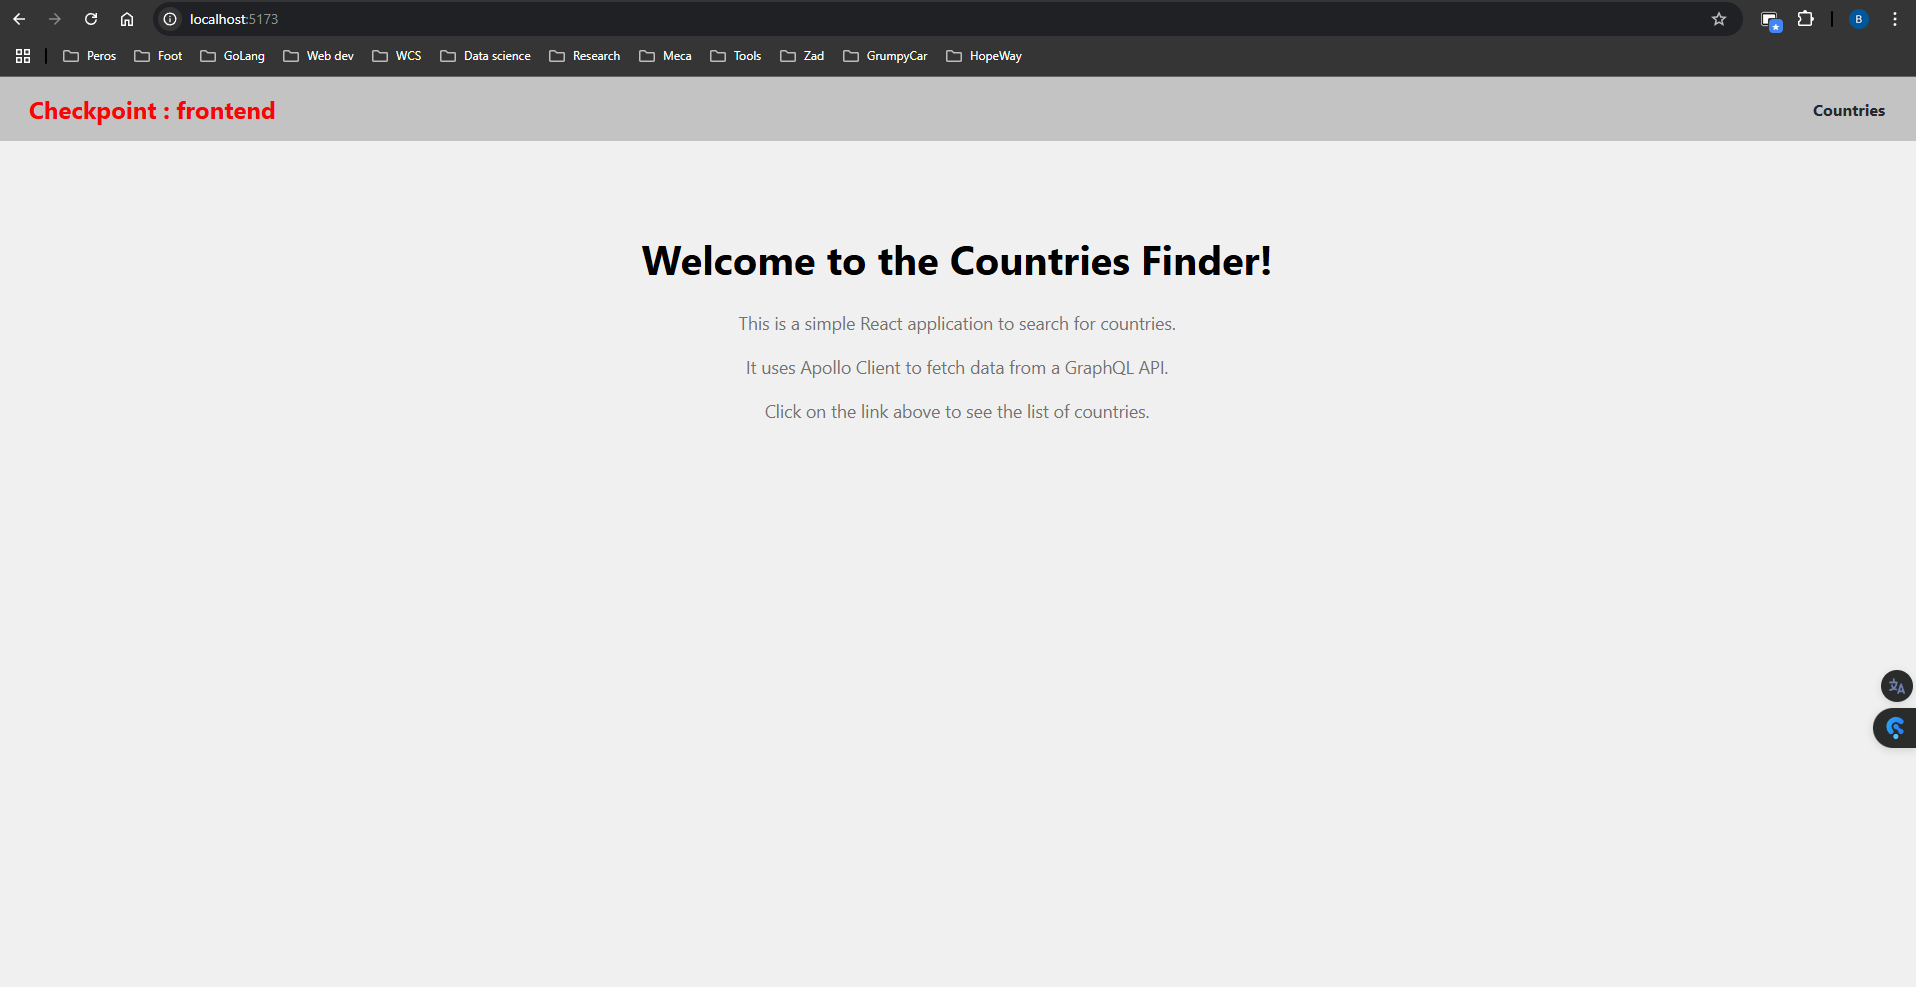 localhost:5173
B
Peros Foot GoLang Web dev WCS Data science Research Meca Tools Zad GrumpyCar HopeWay
Checkpoint : frontend Countries
Welcome to the Countries Finder!
This is a simple React application to search for countries.
It uses Apollo Client to fetch data from a GraphQL API.
Click on the link above to see the list of countries.
文A